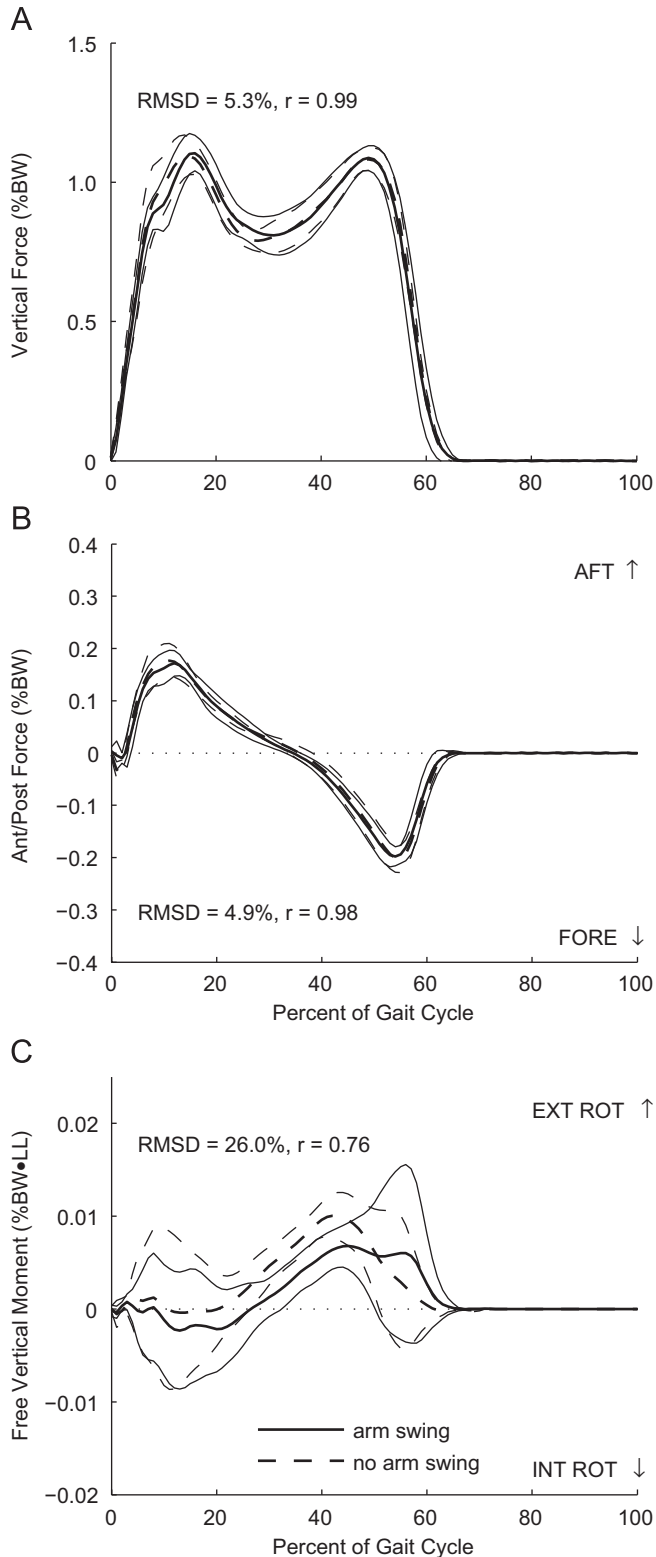 A
1.5
RMSD = 5.3%, r = 0.99
1.0
Vertical Force (%BW)
0.5
0
0 20 40 60 80 100
B
0.4
AFT ↑
0.3
0.2
0.1
Ant/Post Force (%BW)
0
−0.1
−0.2
RMSD = 4.9%, r = 0.98
−0.3
FORE ↓
−0.4
0 20 40 60 80 100
Percent of Gait Cycle
C
EXT ROT ↑
0.02
RMSD = 26.0%, r = 0.76
0.01
Free Vertical Moment (%BW•LL)
0
−0.01
arm swing
no arm swing
INT ROT ↓
−0.02
0 20 40 60 80 100
Percent of Gait Cycle